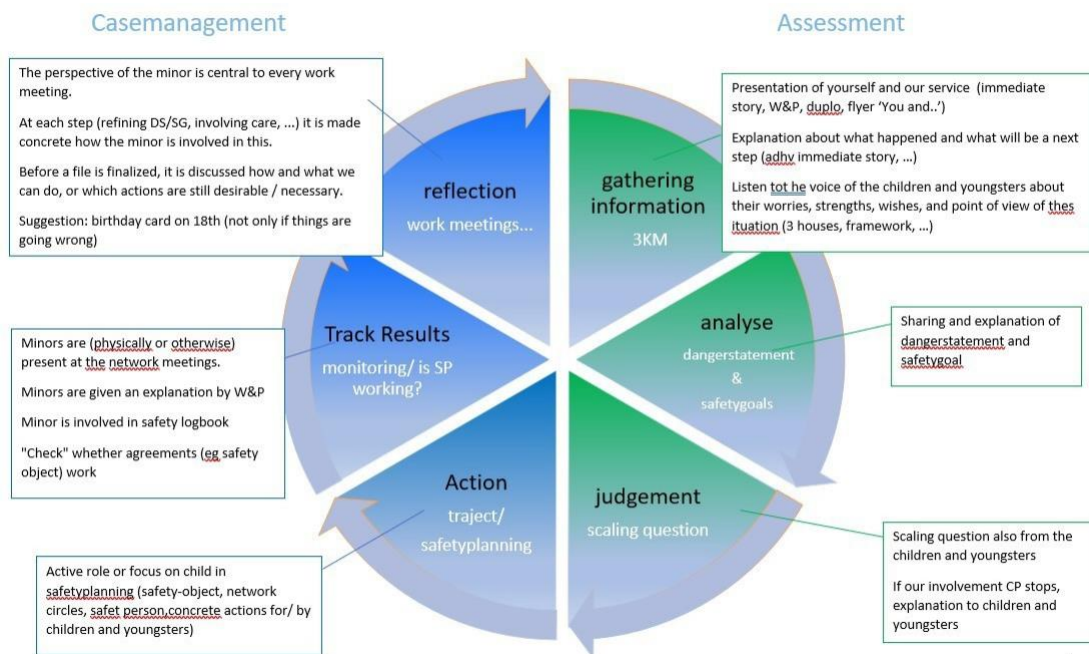 Casemanagement
Assessment
The perspective of the minor is central to every work
meeting.
At each step (refining DS/SG, involving care, ...) it is made
concrete how the minor is involved in this.
Before a file is finalized, it is discussed how and what we
can do, or which actions are still desirable / necessary.
Suggestion: birthday card on 18th (not only if things are
going wrong)
reflection
work meetings...
gathering
information
3KM
Presentation of yourself and our service (immediate
story, W&P, duplo, flyer ‘You and..’)
Explanation about what happened and what will be a next
step (adhv immediate story, ...)
Listen tot he voice of the children and youngsters about
their worries, strengths, wishes, and point of view of thes
ituation (3 houses, framework, ...)
Minors are (physically or otherwise)
present at the network meetings.
Minors are given an explanation by W&P
Minor is involved in safety logbook
"Check" whether agreements (eg safety
object) work
Track Results
monitoring/ is SP
working?
analyse
dangerstatement
&
safetygoals
Sharing and explanation of
dangerstatement and
safetygoal
Action
traject/
safetyplanning
judgement
scaling question
Active role or focus on child in
safetyplanning (safety-object, network
circles, safet person,concrete actions for/ by
children and youngsters)
Scaling question also from the
children and youngsters
If our involvement CP stops,
explanation to children and
youngsters